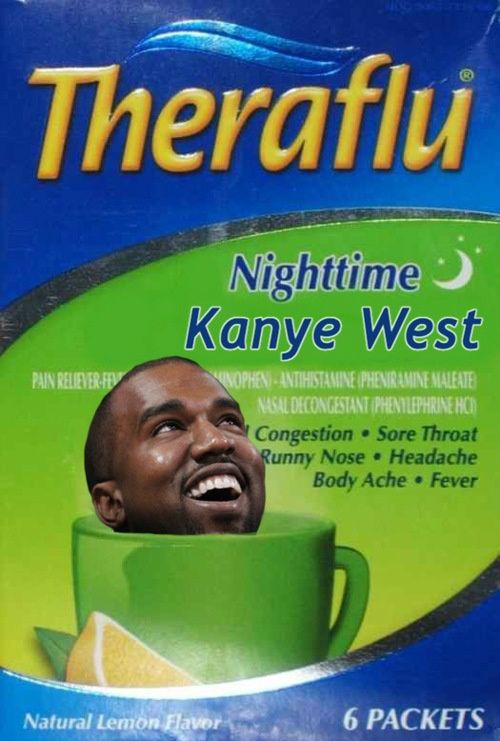 Theraflu®
Nighttime
Kanye West
PAIN RELIEVER-FEV MINOPHEN) - ANTIHISTAMINE (PHENIRAMINE MALEATE)
NASAL DECONGESTANT (PHENYLEPHRINE HCl)
Congestion • Sore Throat
Runny Nose • Headache
Body Ache • Fever
Natural Lemon Flavor
6 PACKETS